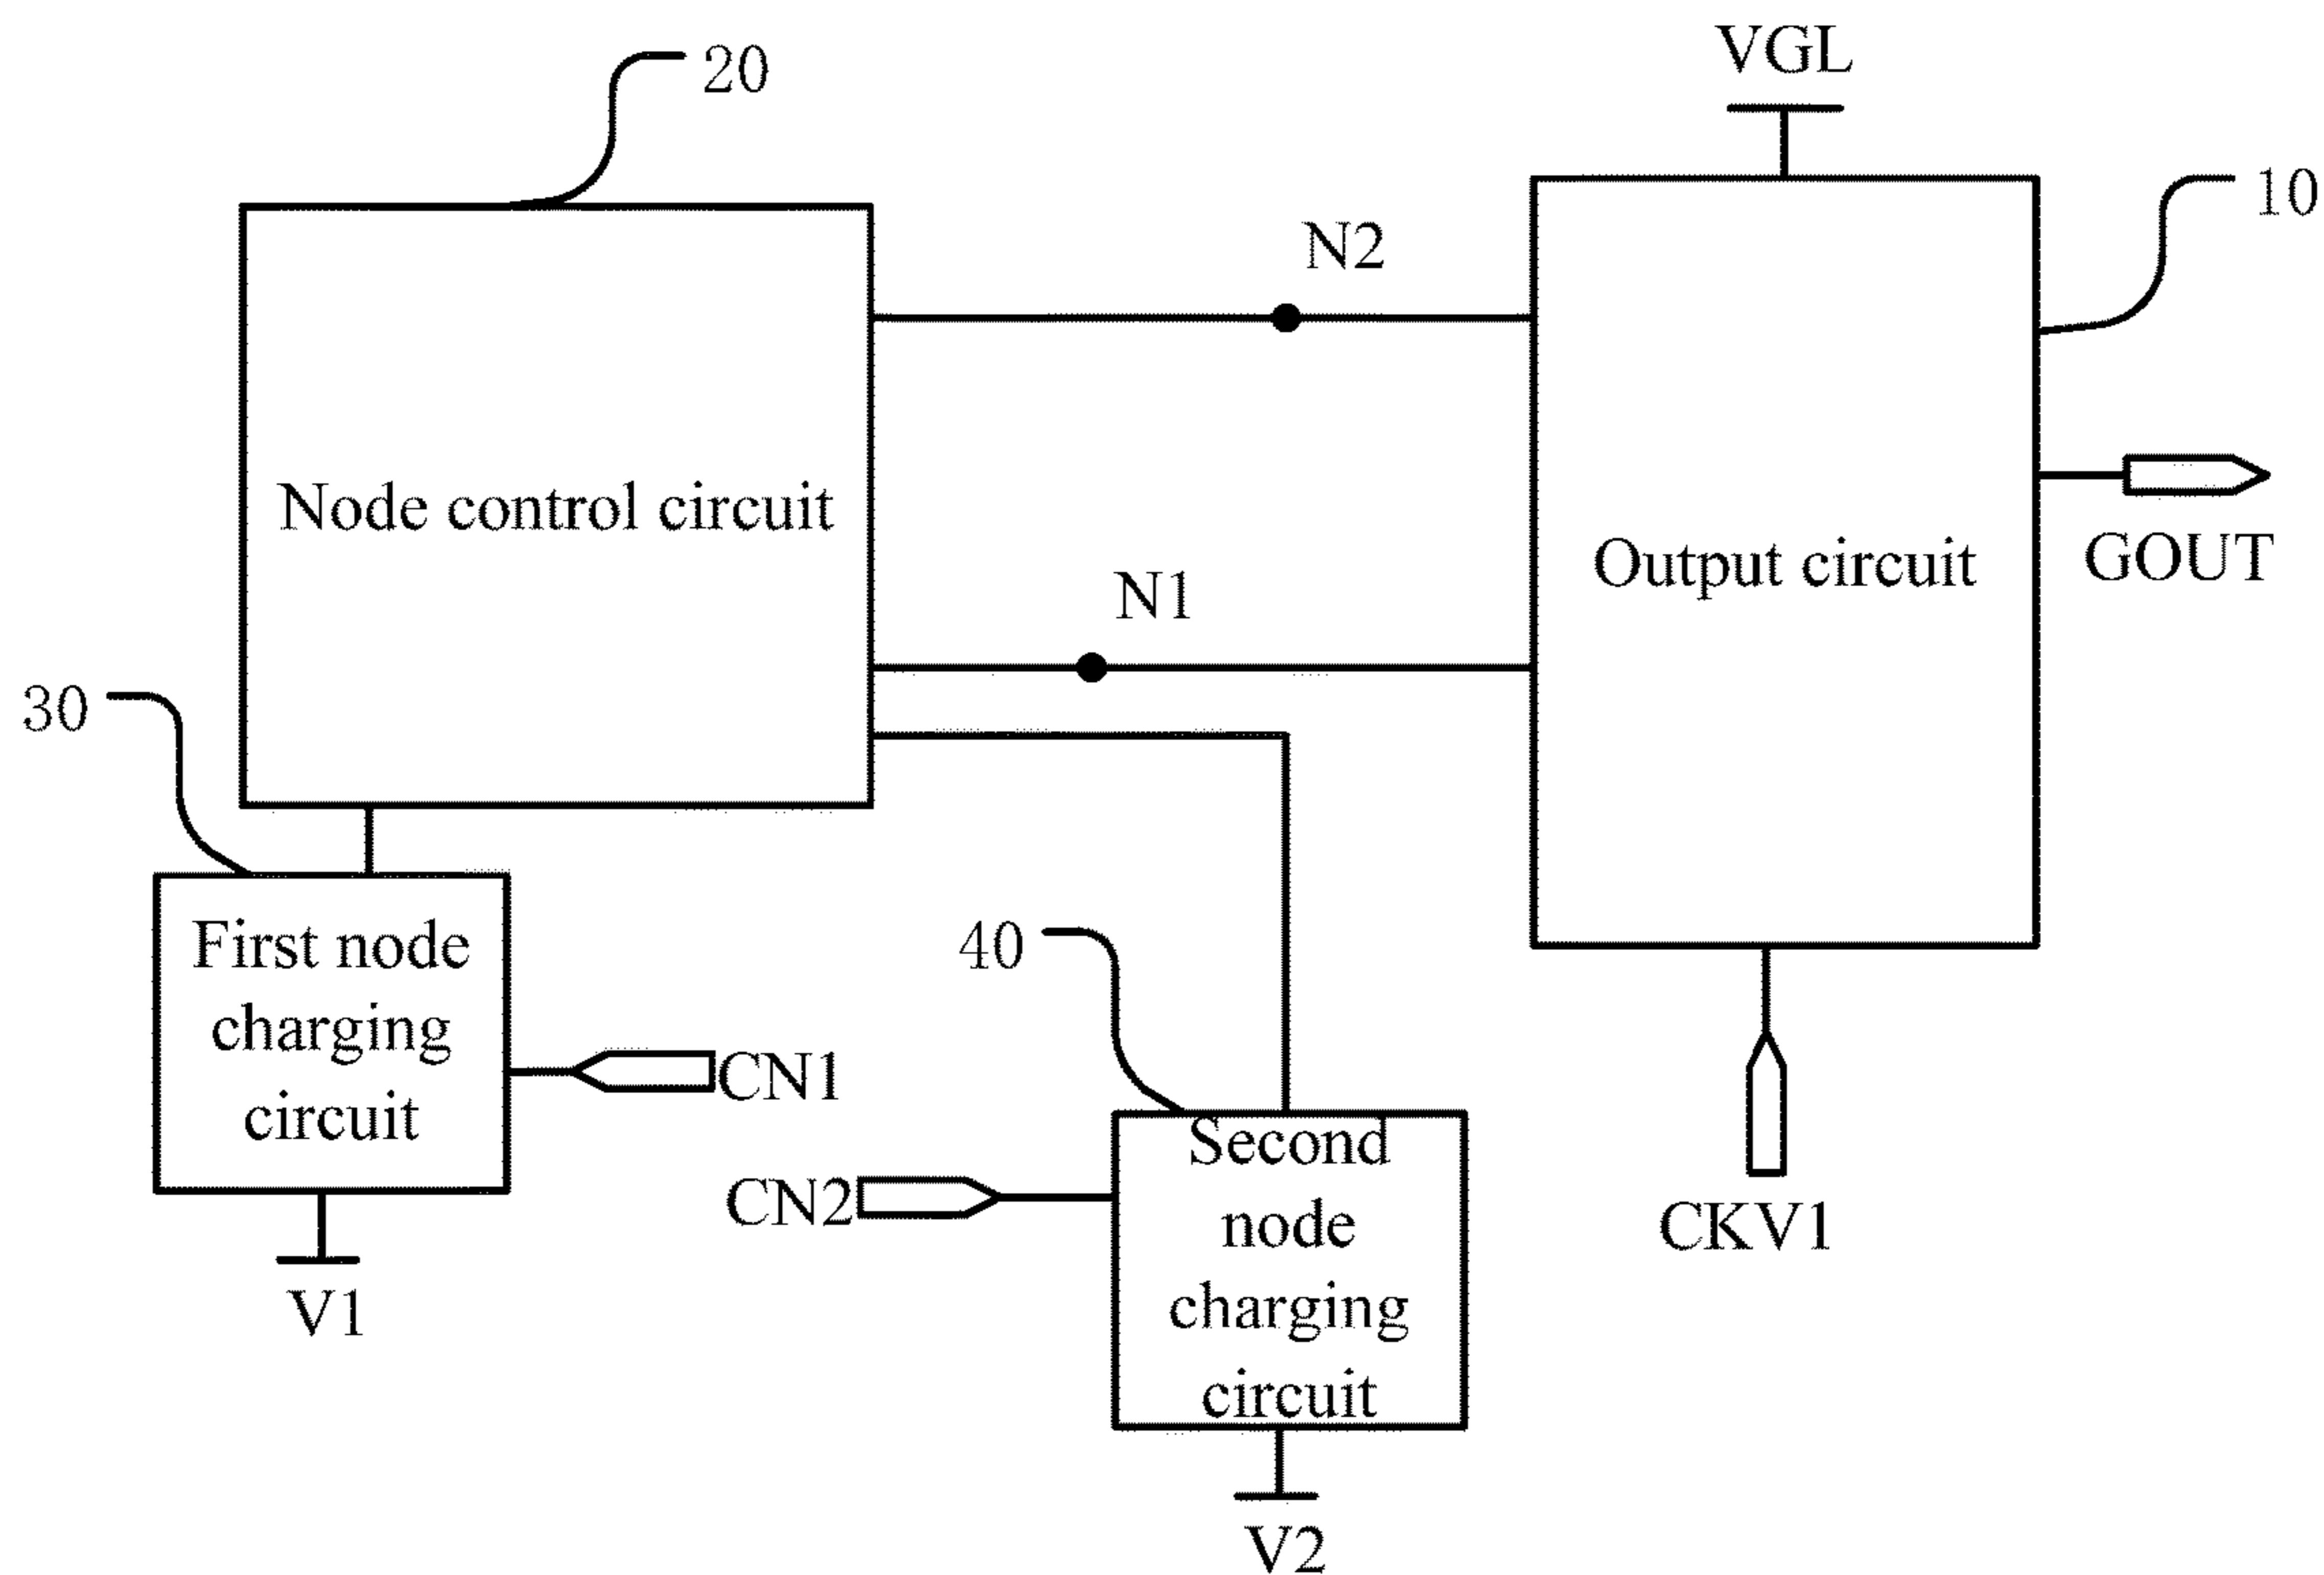 VGL
20
10
N2
Node control circuit
Output circuit
GOUT
N1
30
First node
charging
circuit
40
CN1
Second
node
charging
circuit
CN2
CKV1
V1
V2